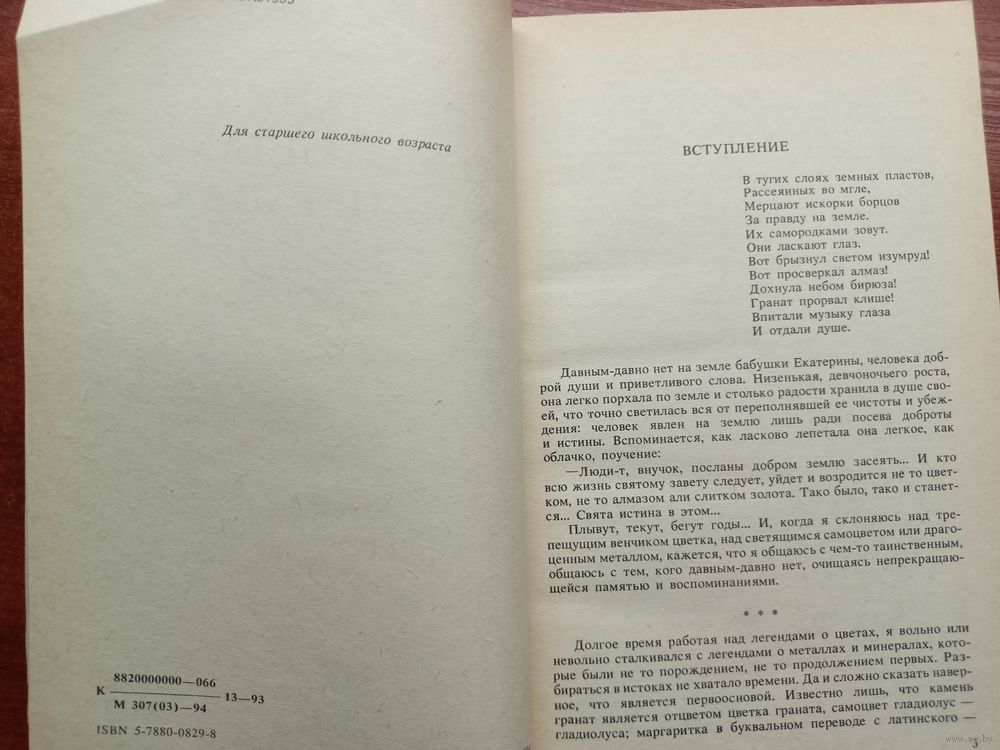 Для старшего школьного возраста
8820000000—066
К ————— 13—93
М 307(03)—94
ISBN 5-7880-0829-8
ВСТУПЛЕНИЕ
В тугих слоях земных пластов,
Рассеянных во мгле,
Мерцают искорки борцов
За правду на земле.
Их самородками зовут.
Они ласкают глаз.
Вот брызнул светом изумруд!
Вот просверкал алмаз!
Дохнула небом бирюза!
Гранат прорвал клише!
Впитали музыку глаза
И отдали душе.
Давным-давно нет на земле бабушки Екатерины, человека доб-
рой души и приветливого слова. Низенькая, девчоночьего роста,
она легко порхала по земле и столько радости хранила в душе сво-
ей, что точно светилась вся от переполнявшей ее чистоты и убеж-
дения: человек явлен на землю лишь ради посева доброты
и истины. Вспоминается, как ласково лепетала она легкое, как
облачко, поучение:
—Люди-т, внучок, посланы добром землю засеять... И кто
всю жизнь святому завету следует, уйдет и возродится не то цвет-
ком, не то алмазом али слитком золота. Тако было, тако и станет-
ся... Свята истина в этом...
Плывут, текут, бегут годы... И, когда я склоняюсь над тре-
пещущим венчиком цветка, над светящимся самоцветом или драго-
ценным металлом, кажется, что я общаюсь с чем-то таинственным,
общаюсь с тем, кого давным-давно нет, очищаясь непрекращаю-
щейся памятью и воспоминаниями.
* * *
Долгое время работая над легендами о цветах, я вольно или
невольно сталкивался с легендами о металлах и минералах, кото-
рые были не то порождением, не то продолжением первых. Раз-
бираться в истоках не хватало времени. Да и сложно сказать навер-
ное, что является первоосновой. Известно лишь, что камень
гранат является отцветом цветка граната, самоцвет гладиолус —
гладиолуса; маргаритка в буквальном переводе с латинского —
3
www.ay.by